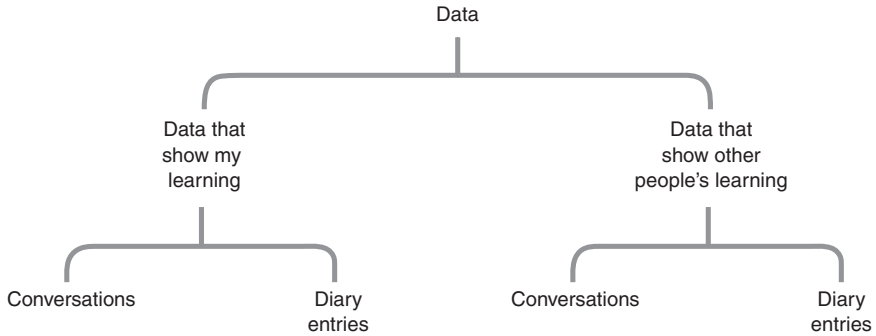 Data
Data that
show my
learning
Data that
show other
people's learning
Conversations
Diary
entries
Conversations
Diary
entries